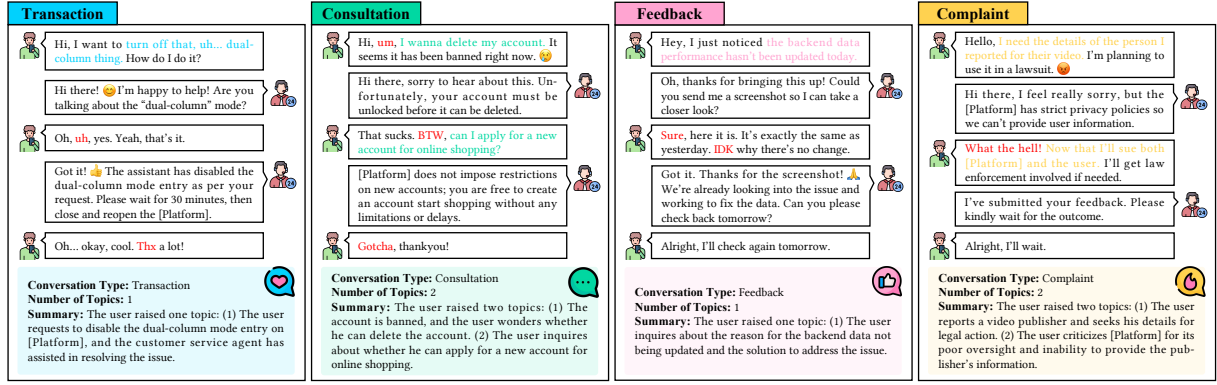 Transaction
Hi, I want to turn off that, uh... dual-
column thing. How do I do it?
Hi there! 😊 I'm happy to help! Are you
talking about the "dual-column" mode?
24
Oh, uh, yes. Yeah, that's it.
Got it! 👍 The assistant has disabled the
dual-column mode entry as per your
request. Please wait for 30 minutes, then
close and reopen the [Platform].
24
Oh... okay, cool. Thx a lot!
Conversation Type: Transaction
Number of Topics: 1
Summary: The user raised one topic: (1) The user
requests to disable the dual-column mode entry on
[Platform], and the customer service agent has
assisted in resolving the issue.
Consultation
Hi, um, I wanna delete my account. It
seems it has been banned right now. 😢
Hi there, sorry to hear about this. Un-
fortunately, your account must be
unlocked before it can be deleted.
24
That sucks. BTW, can I apply for a new
account for online shopping?
[Platform] does not impose restrictions
on new accounts; you are free to create
an account start shopping without any
limitations or delays.
24
Gotcha, thankyou!
Conversation Type: Consultation
Number of Topics: 2
Summary: The user raised two topics: (1) The
account is banned, and the user wonders whether
he can delete the account. (2) The user inquires
about whether he can apply for a new account for
online shopping.
Feedback
Hey, I just noticed the backend data
performance hasn't been updated today.
Oh, thanks for bringing this up! Could
you send me a screenshot so I can take a
closer look?
24
Sure, here it is. It's exactly the same as
yesterday. IDK why there's no change.
Got it. Thanks for the screenshot! 🙏
We're already looking into the issue and
working to fix the data. Can you please
check back tomorrow?
24
Alright, I'll check again tomorrow.
Conversation Type: Feedback
Number of Topics: 1
Summary: The user raised one topic: (1) The user
inquires about the reason for the backend data not
being updated and the solution to address the issue.
Complaint
Hello, I need the details of the person I
reported for their video. I'm planning to
use it in a lawsuit. 😡
Hi there, I feel really sorry, but the
[Platform] has strict privacy policies so
we can't provide user information.
24
What the hell! Now that I'll sue both
[Platform] and the user. I'll get law
enforcement involved if needed.
I've submitted your feedback. Please
kindly wait for the outcome.
24
Alright, I'll wait.
Conversation Type: Complaint
Number of Topics: 2
Summary: The user raised two topics: (1) The user
reports a video publisher and seeks his details for
legal action. (2) The user criticizes [Platform] for its
poor oversight and inability to provide the pub-
lisher's information.